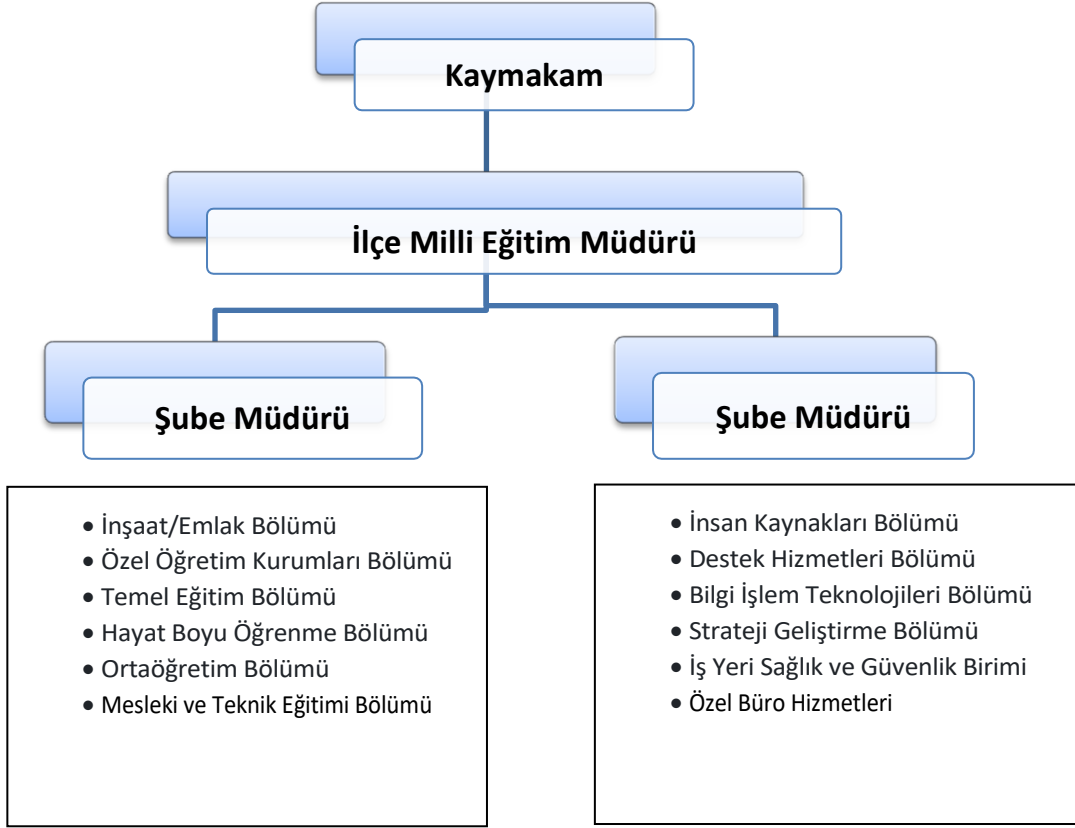 Kaymakam
İlçe Milli Eğitim Müdürü
Şube Müdürü
• İnşaat/Emlak Bölümü
• Özel Öğretim Kurumları Bölümü
• Temel Eğitim Bölümü
• Hayat Boyu Öğrenme Bölümü
• Ortaöğretim Bölümü
• Mesleki ve Teknik Eğitimi Bölümü
Şube Müdürü
• İnsan Kaynakları Bölümü
• Destek Hizmetleri Bölümü
• Bilgi İşlem Teknolojileri Bölümü
• Strateji Geliştirme Bölümü
• İş Yeri Sağlık ve Güvenlik Birimi
• Özel Büro Hizmetleri